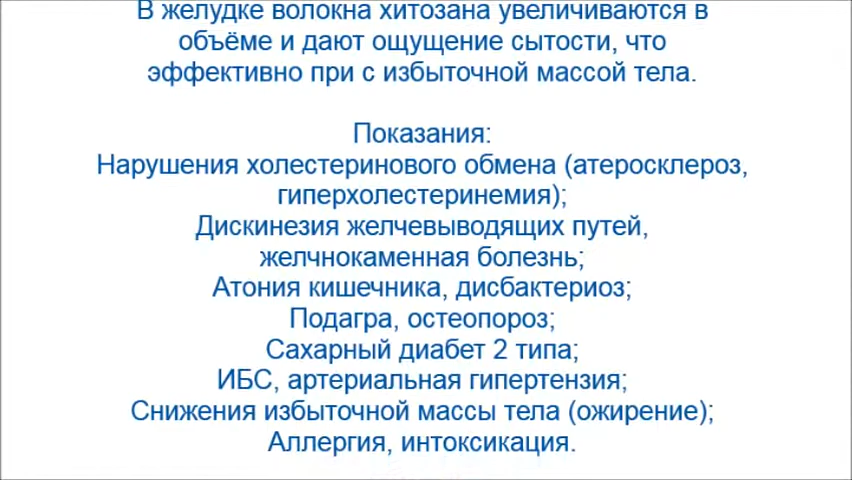 В желудке волокна хитозана увеличиваются в
объёме и дают ощущение сытости, что
эффективно при с избыточной массой тела.
Показания:
Нарушения холестеринового обмена (атеросклероз,
гиперхолестеринемия);
Дискинезия желчевыводящих путей,
желчнокаменная болезнь;
Атония кишечника, дисбактериоз;
Подагра, остеопороз;
Сахарный диабет 2 типа;
ИБС, артериальная гипертензия;
Снижения избыточной массы тела (ожирение);
Аллергия, интоксикация.